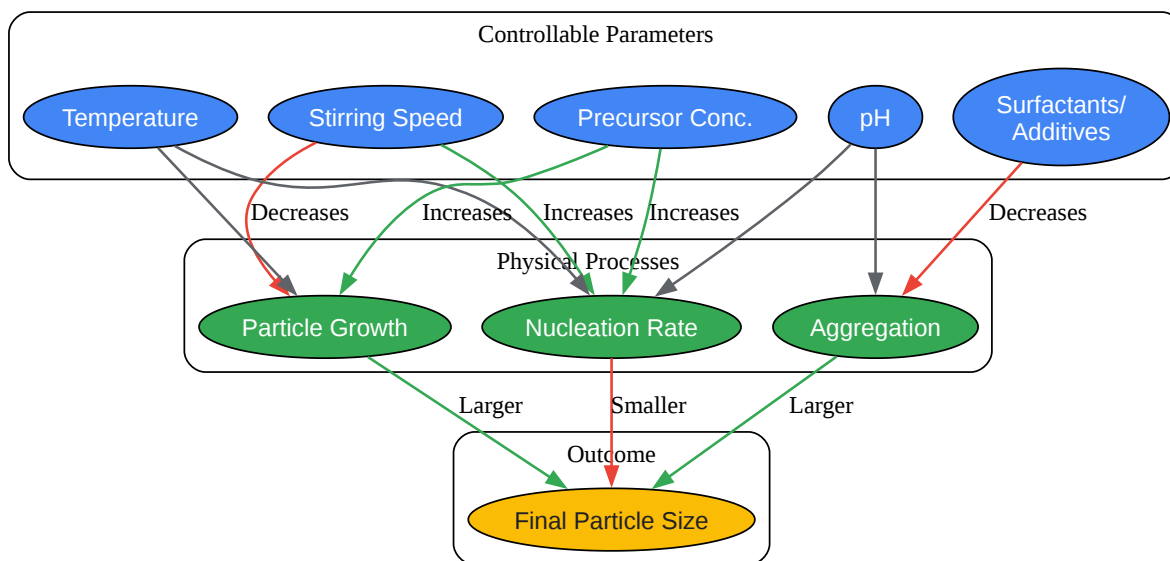 Controllable Parameters
Temperature
Stirring Speed
Precursor Conc.
pH
Surfactants/
Additives
Decreases
Increases
Increases
Increases
Decreases
Physical Processes
Particle Growth
Nucleation Rate
Aggregation
Larger
Smaller
Larger
Outcome
Final Particle Size